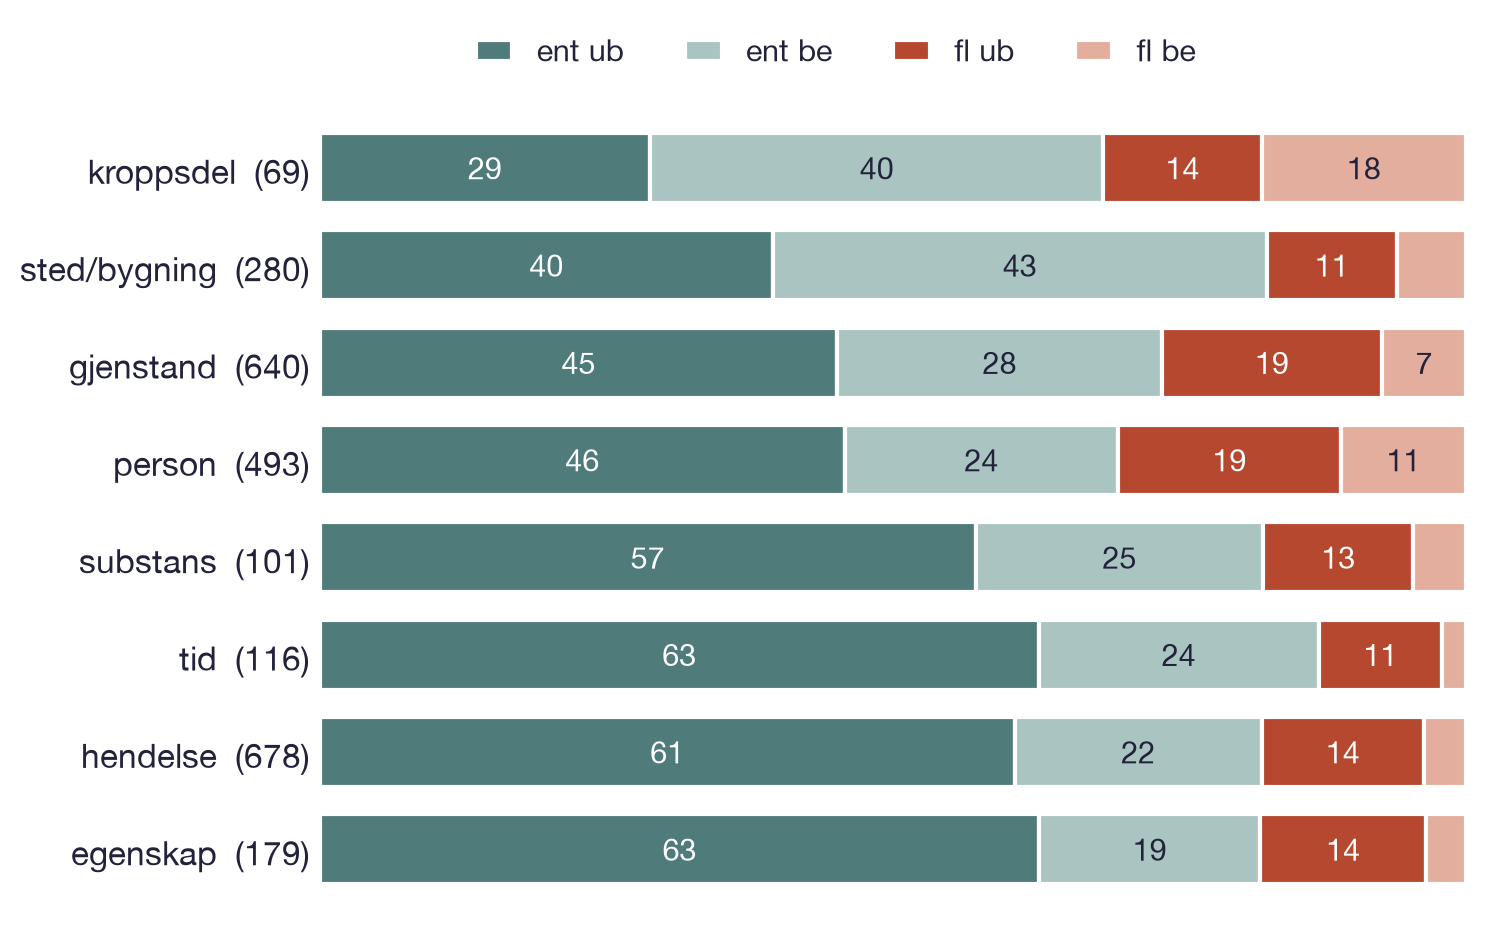 ent ub ent be fl ub fl be
kroppsdel (69) 29 40 14 18
sted/bygning (280) 40 43 11
gjenstand (640) 45 28 19 7
person (493) 46 24 19 11
substans (101) 57 25 13
tid (116) 63 24 11
hendelse (678) 61 22 14
egenskap (179) 63 19 14